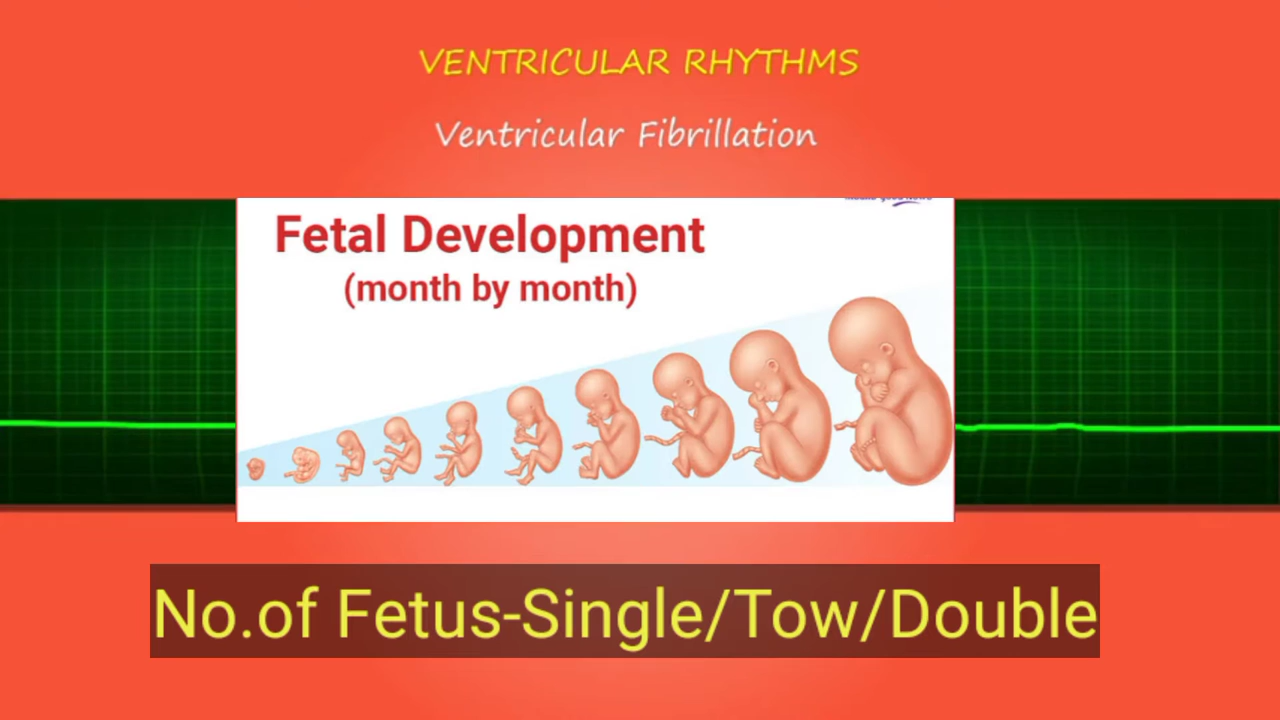 VENTRICULAR RHYTHMS
Ventricular Fibrillation
Fetal Development
(month by month)
No.of Fetus-Single/Tow/Double